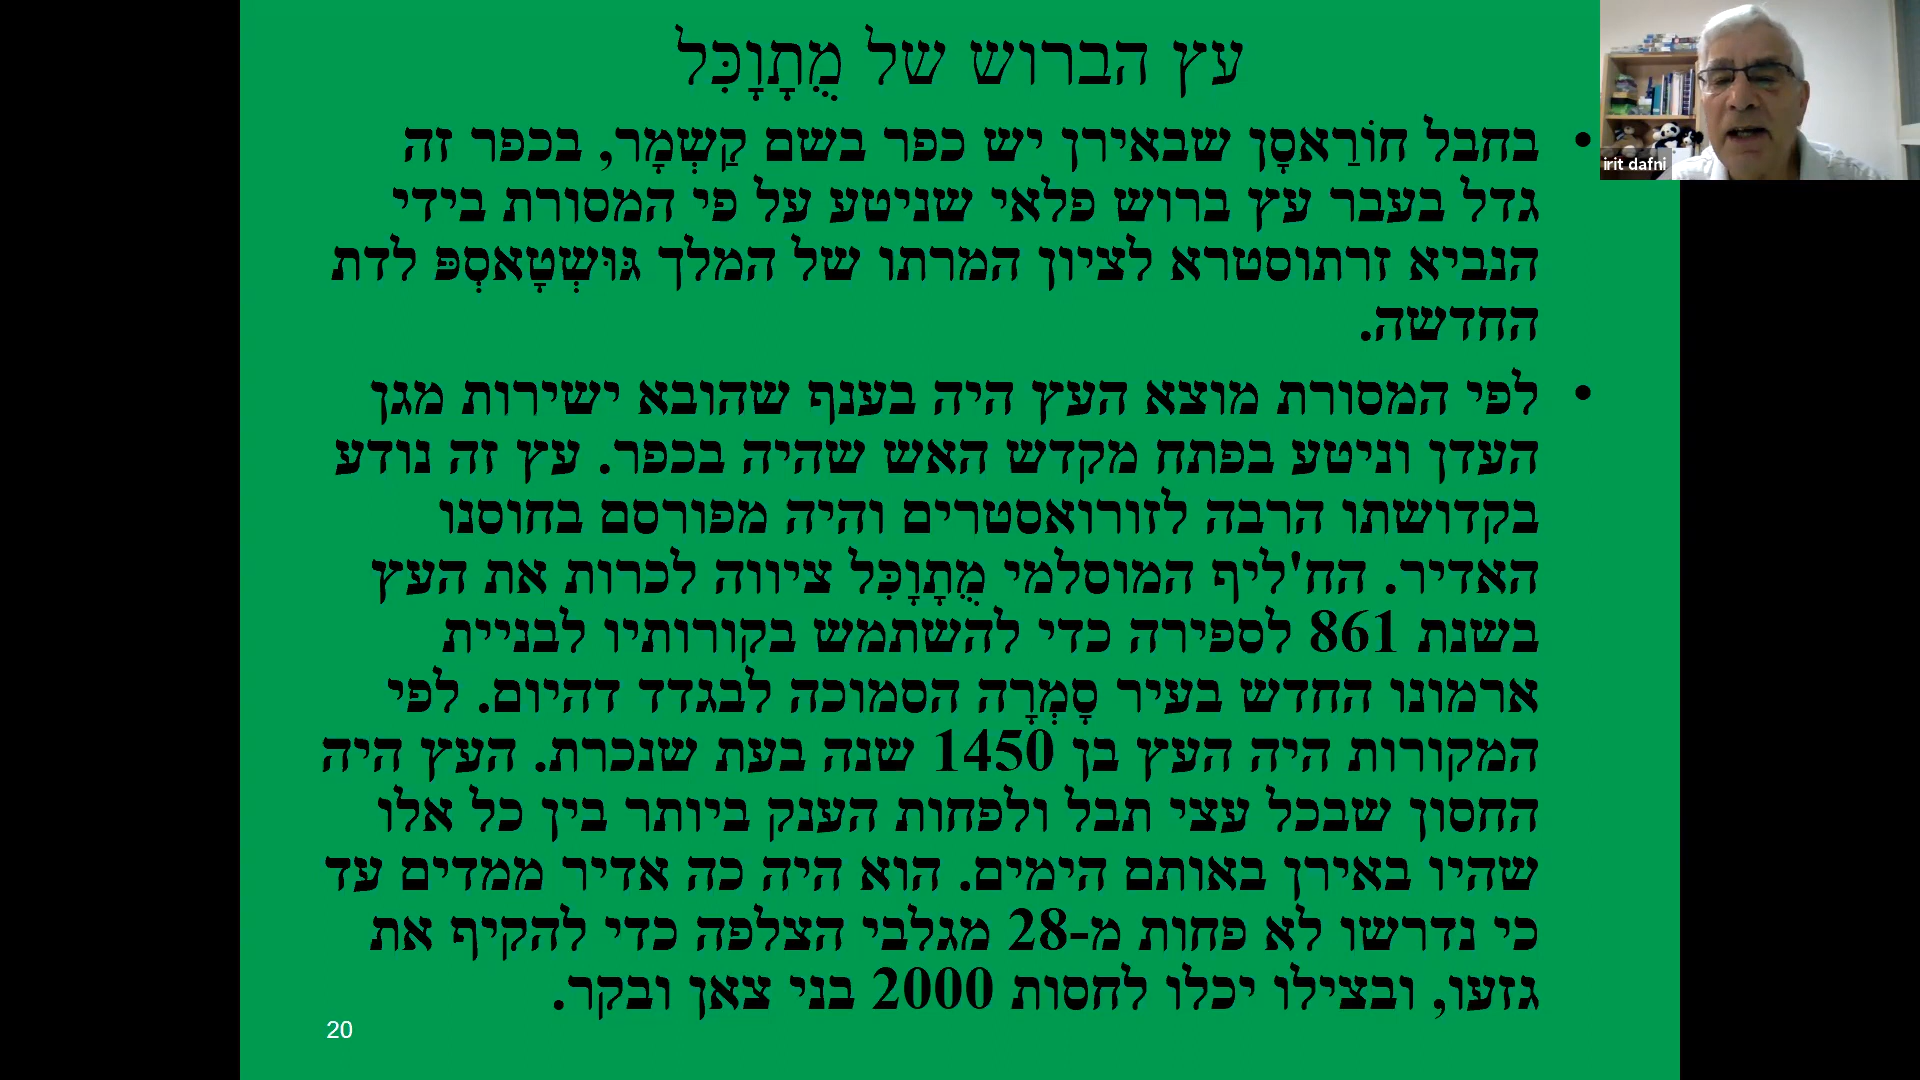 עץ הברוש של מֻתָוָכִּל
• בחבל חוֹרַאסָן שבאירן יש כפר בשם קַשְמָר, בכפר זה
גדל בעבר עץ ברוש פלאי שניטע על פי המסורת בידי
הנביא זרתוסטרא לציון המרתו של המלך גּוּשְטָאסְפּ לדת
החדשה.
• לפי המסורת מוצא העץ היה בענף שהובא ישירות מגן
העדן וניטע בפתח מקדש האש שהיה בכפר. עץ זה נודע
בקדושתו הרבה לזורואסטרים והיה מפורסם בחוסנו
האדיר. הח'ליף המוסלמי מֻתָוָכִּל ציווה לכרות את העץ
בשנת 861 לספירה כדי להשתמש בקורותיו לבניית
ארמונו החדש בעיר סָמְרָה הסמוכה לבגדד דהיום. לפי
המקורות היה העץ בן 1450 שנה בעת שנכרת. העץ היה
החסון שבכל עצי תבל ולפחות הענק ביותר בין כל אלו
שהיו באירן באותם הימים. הוא היה כה אדיר ממדים עד
כי נדרשו לא פחות מ-28 מגלבי הצלפה כדי להקיף את
גזעו, ובצילו יכלו לחסות 2000 בני צאן ובקר.
20
irit dafni